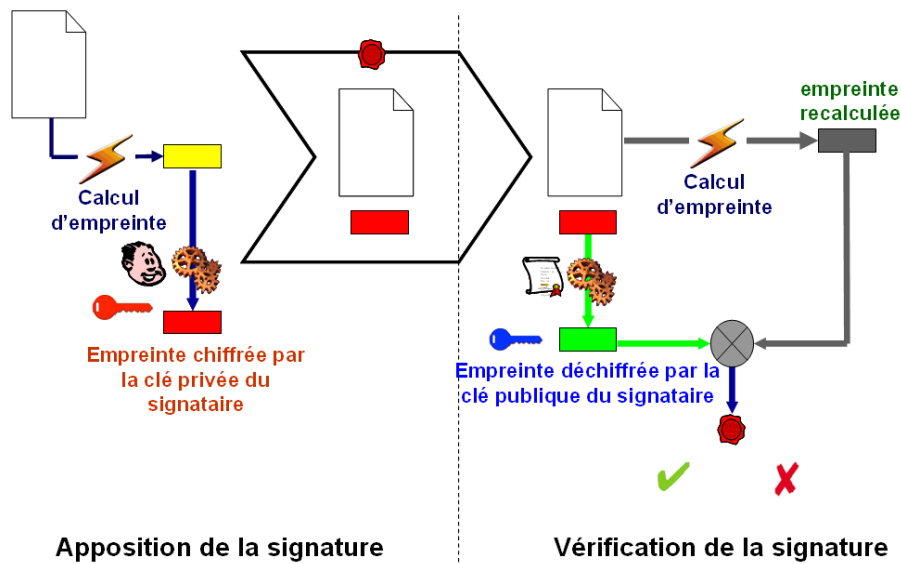 Calcul
d'empreinte
Empreinte chiffrée par
la clé privée du
signataire
Apposition de la signature
empreinte
recalculée
Calcul
d'empreinte
Empreinte déchiffrée par la
clé publique du signataire
Vérification de la signature